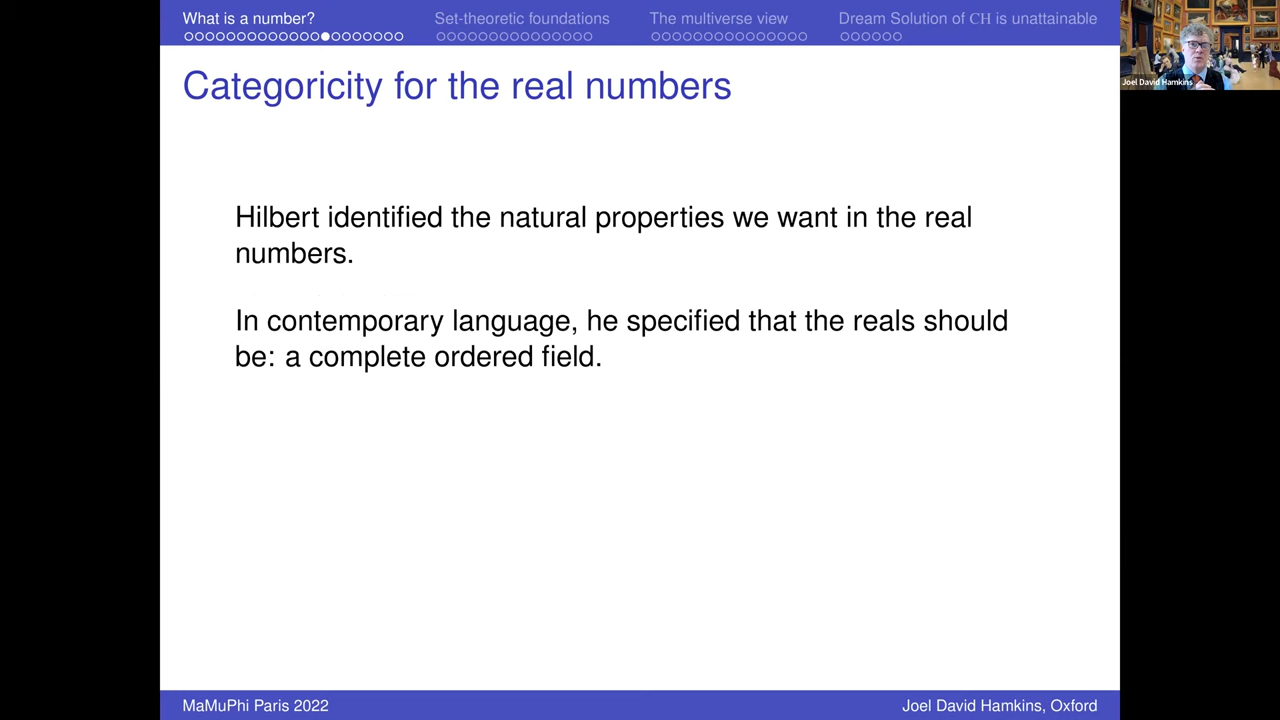 What is a number?
Set-theoretic foundations
The multiverse view
Dream Solution of CH is unattainable
Joel David Hamkins
Categoricity for the real numbers
Hilbert identified the natural properties we want in the real
numbers.
In contemporary language, he specified that the reals should
be: a complete ordered field.
MaMuPhi Paris 2022
Joel David Hamkins, Oxford